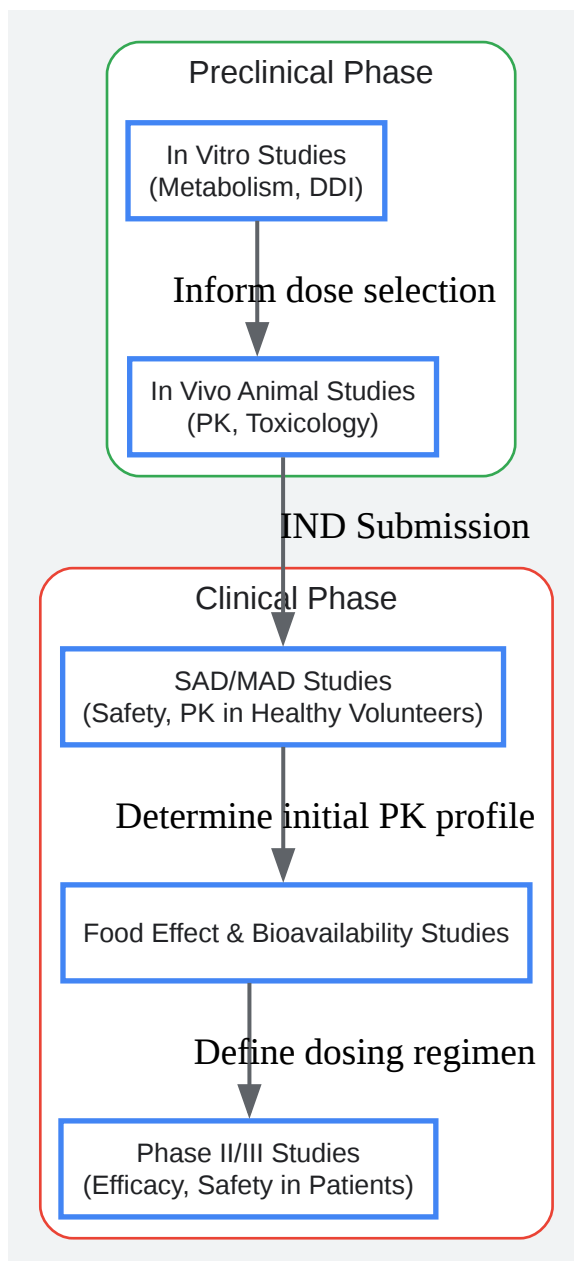 Preclinical Phase
In Vitro Studies
(Metabolism, DDI)
Inform dose selection
In Vivo Animal Studies
(PK, Toxicology)
IND Submission
Clinical Phase
SAD/MAD Studies
(Safety, PK in Healthy Volunteers)
Determine initial PK profile
Food Effect & Bioavailability Studies
Define dosing regimen
Phase II/III Studies
(Efficacy, Safety in Patients)